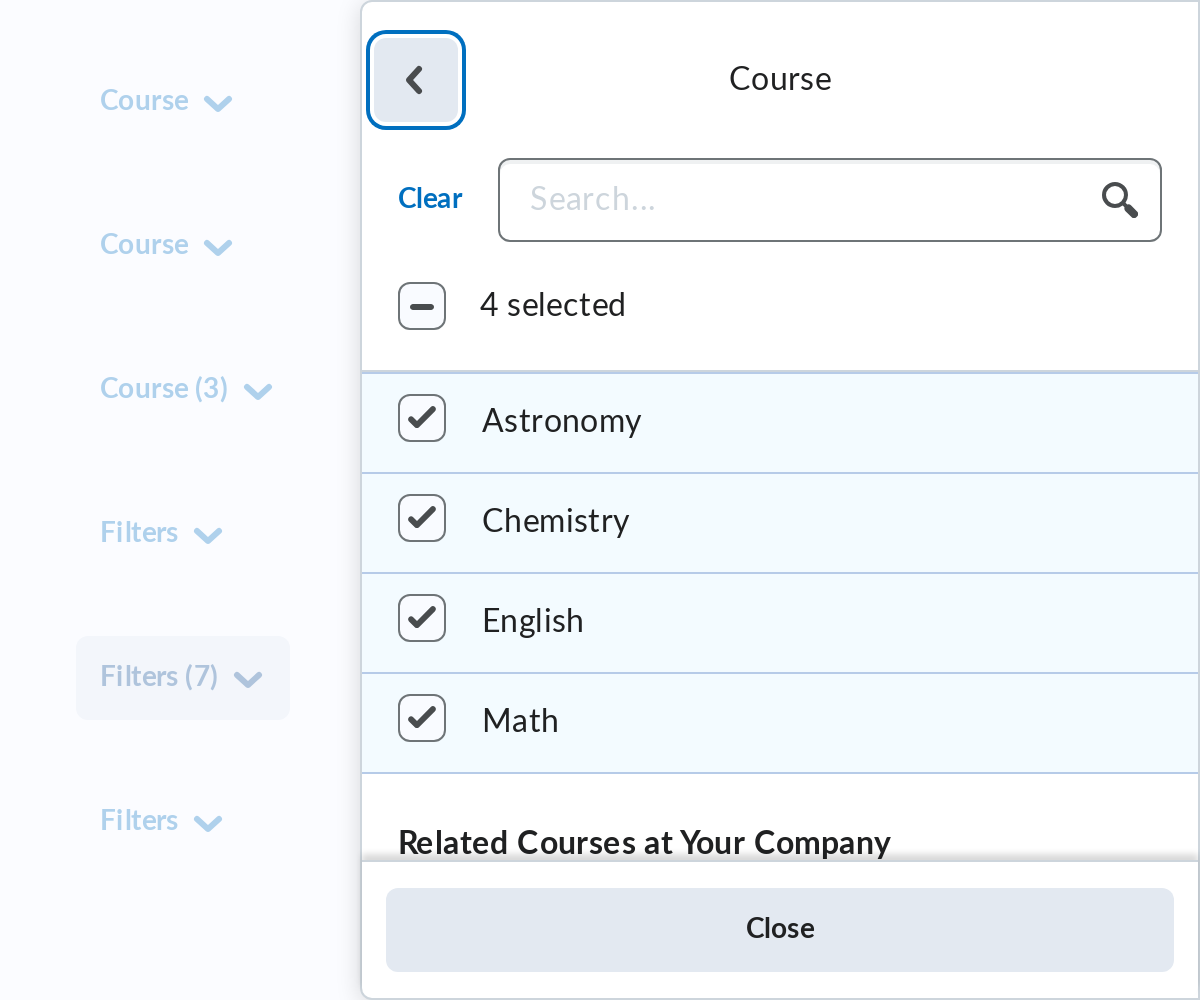 Course
Course
Course (3)
Filters
Filters (7)
Filters
Course
Clear
Search...
4 selected
Astronomy
Chemistry
English
Math
Related Courses at Your Company
Close